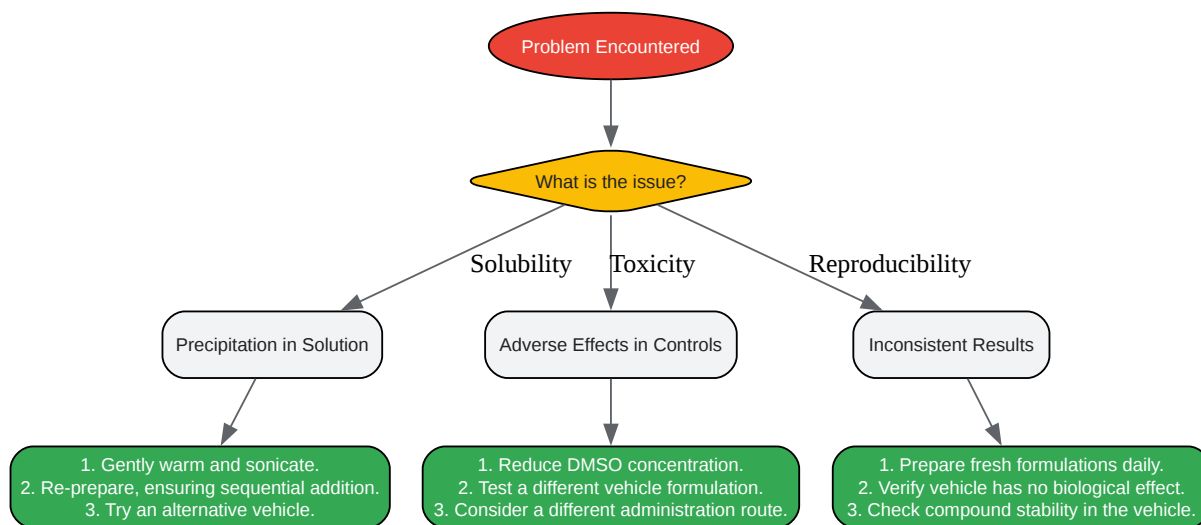 Problem Encountered
What is the issue?
Solubility
Toxicity
Reproducibility
Precipitation in Solution
Adverse Effects in Controls
Inconsistent Results
1. Gently warm and sonicate.
2. Re-prepare, ensuring sequential addition.
3. Try an alternative vehicle.
1. Reduce DMSO concentration.
2. Test a different vehicle formulation.
3. Consider a different administration route.
1. Prepare fresh formulations daily.
2. Verify vehicle has no biological effect.
3. Check compound stability in the vehicle.